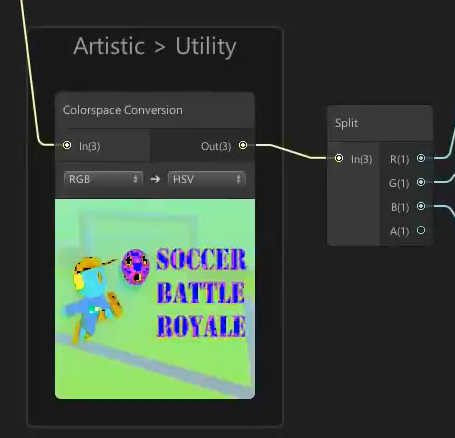 Artistic > Utility
Colorspace Conversion
In(3) Out(3)
RGB → HSV
SOCCER
BATTLE
ROYALE
Split
In(3) R(1)
G(1)
B(1)
A(1)